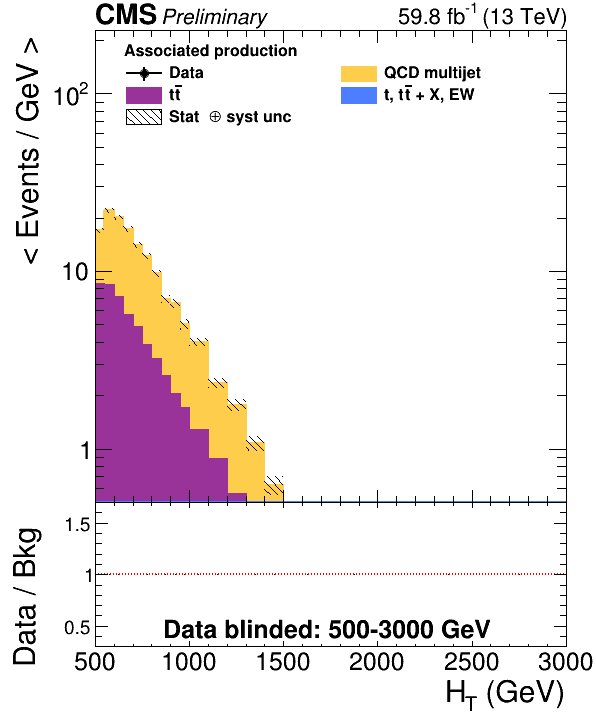 CMS Preliminary 59.8 fb⁻¹ (13 TeV)
Associated production
Data QCD multijet
tt̄ t, tt̄ + X, EW
Stat ⊕ syst unc
< Events / GeV >
10²
10
1
Data / Bkg
1.5
1
0.5
Data blinded: 500-3000 GeV
500 1000 1500 2000 2500 3000
H_T (GeV)